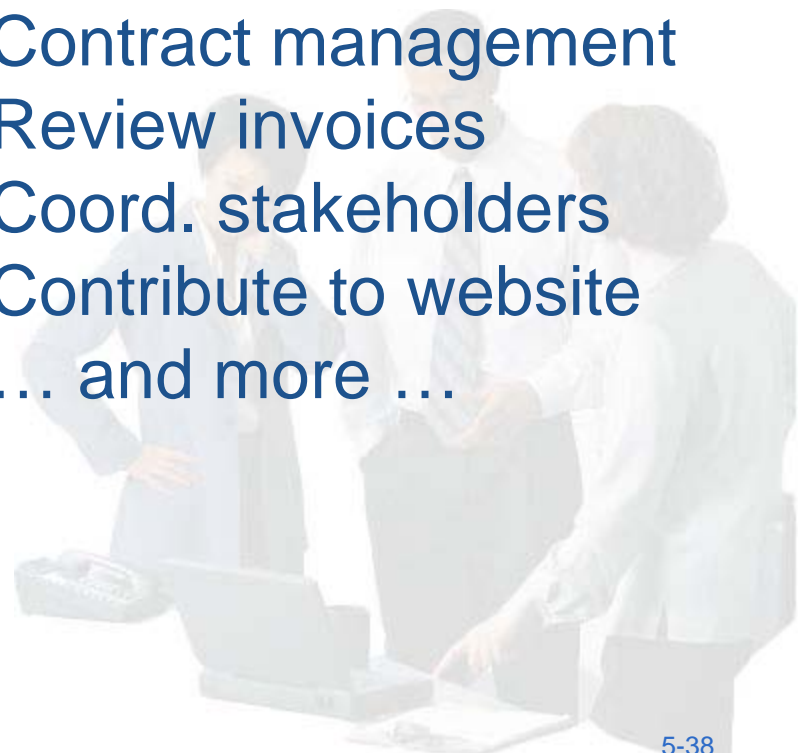 Contract management
Review invoices
Coord. stakeholders
Contribute to website
… and more …
5-38